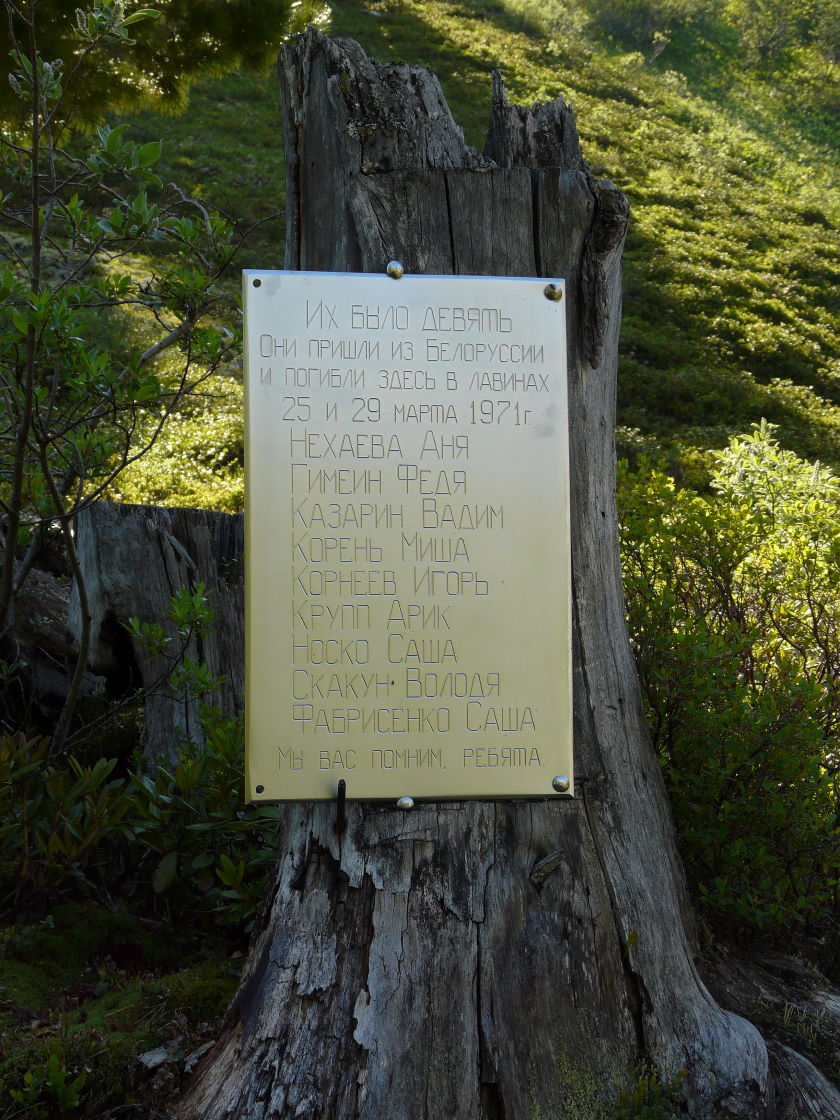 Их было девять
Они пришли из Белоруссии
и погибли здесь в лавинах
25 и 29 марта 1971г.
Нехаева Аня
Гимеин Федя
Казарин Вадим
Корень Миша
Корнеев Игорь
Крупп Арик
Носко Саша
Скакун Володя
Фабрисенко Саша
Мы вас помним, ребята.